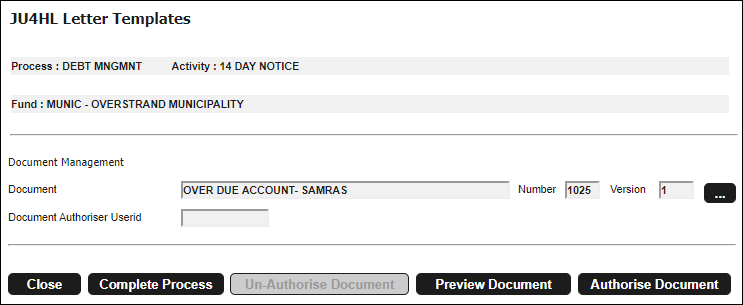 JU4HL Letter Templates
Process : DEBT MNGMNT Activity : 14 DAY NOTICE
Fund : MUNIC - OVERSTRAND MUNICIPALITY
Document Management
Document OVER DUE ACCOUNT- SAMRAS Number 1025 Version 1 ...
Document Authoriser Userid
Close Complete Process Un-Authorise Document Preview Document Authorise Document